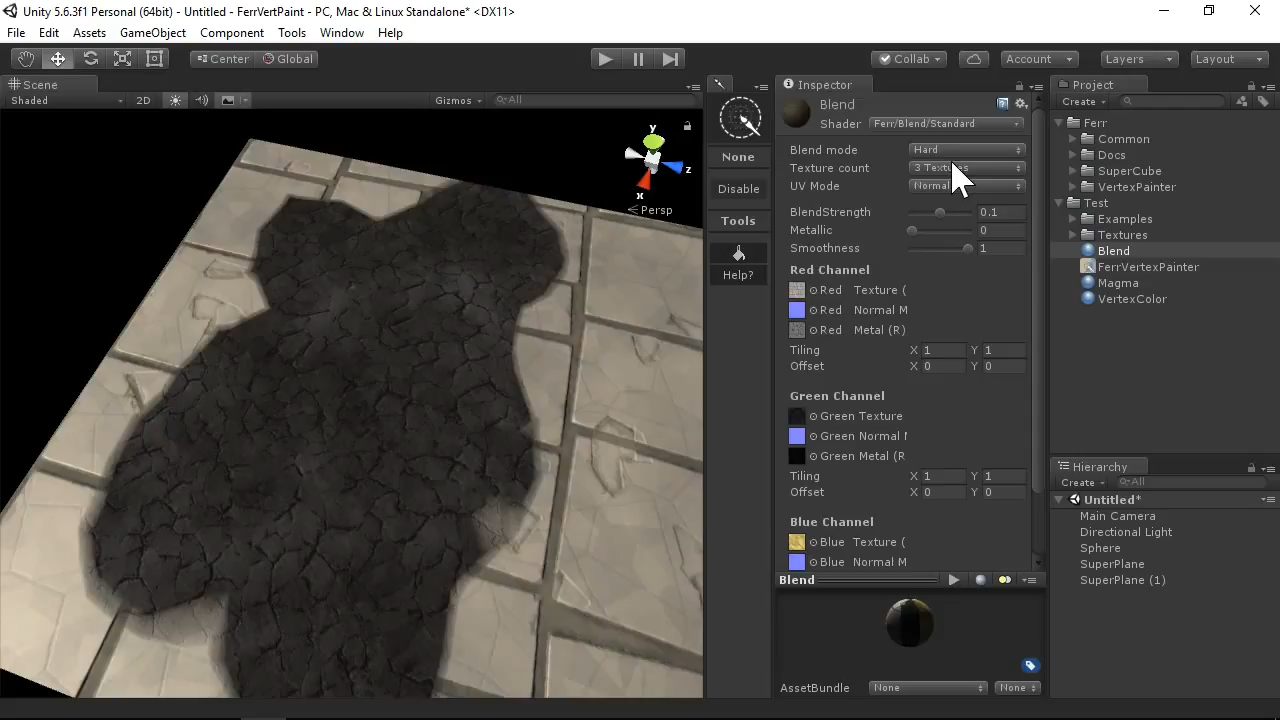 Unity 5.6.3f1 Personal (64bit) - Untitled - FerrVertPaint - PC, Mac & Linux Standalone* <DX11>
File Edit Assets GameObject Component Tools Window Help
Center Global Collab Account Layers Layout
Scene
Shaded 2D Gizmos All
y
z
x
Persp
None
Disable
Tools
Help?
Inspector
Blend
Shader Ferr/Blend/Standard
Blend mode Hard
Texture count 3 Textures
UV Mode Normal
BlendStrength 0.1
Metallic 0
Smoothness 1
Red Channel
Red Texture (
Red Normal M
Red Metal (R)
Tiling X 1 Y 1
Offset X 0 Y 0
Green Channel
Green Texture
Green Normal
Green Metal (R
Tiling X 1 Y 1
Offset X 0 Y 0
Blue Channel
Blue Texture (
Blue Normal M
Blend
AssetBundle None None
Project
Create
Ferr
Common
Docs
SuperCube
VertexPainter
Test
Examples
Textures
Blend
FerrVertexPainter
Magma
VertexColor
Hierarchy
Create All
Untitled*
Main Camera
Directional Light
Sphere
SuperPlane
SuperPlane (1)